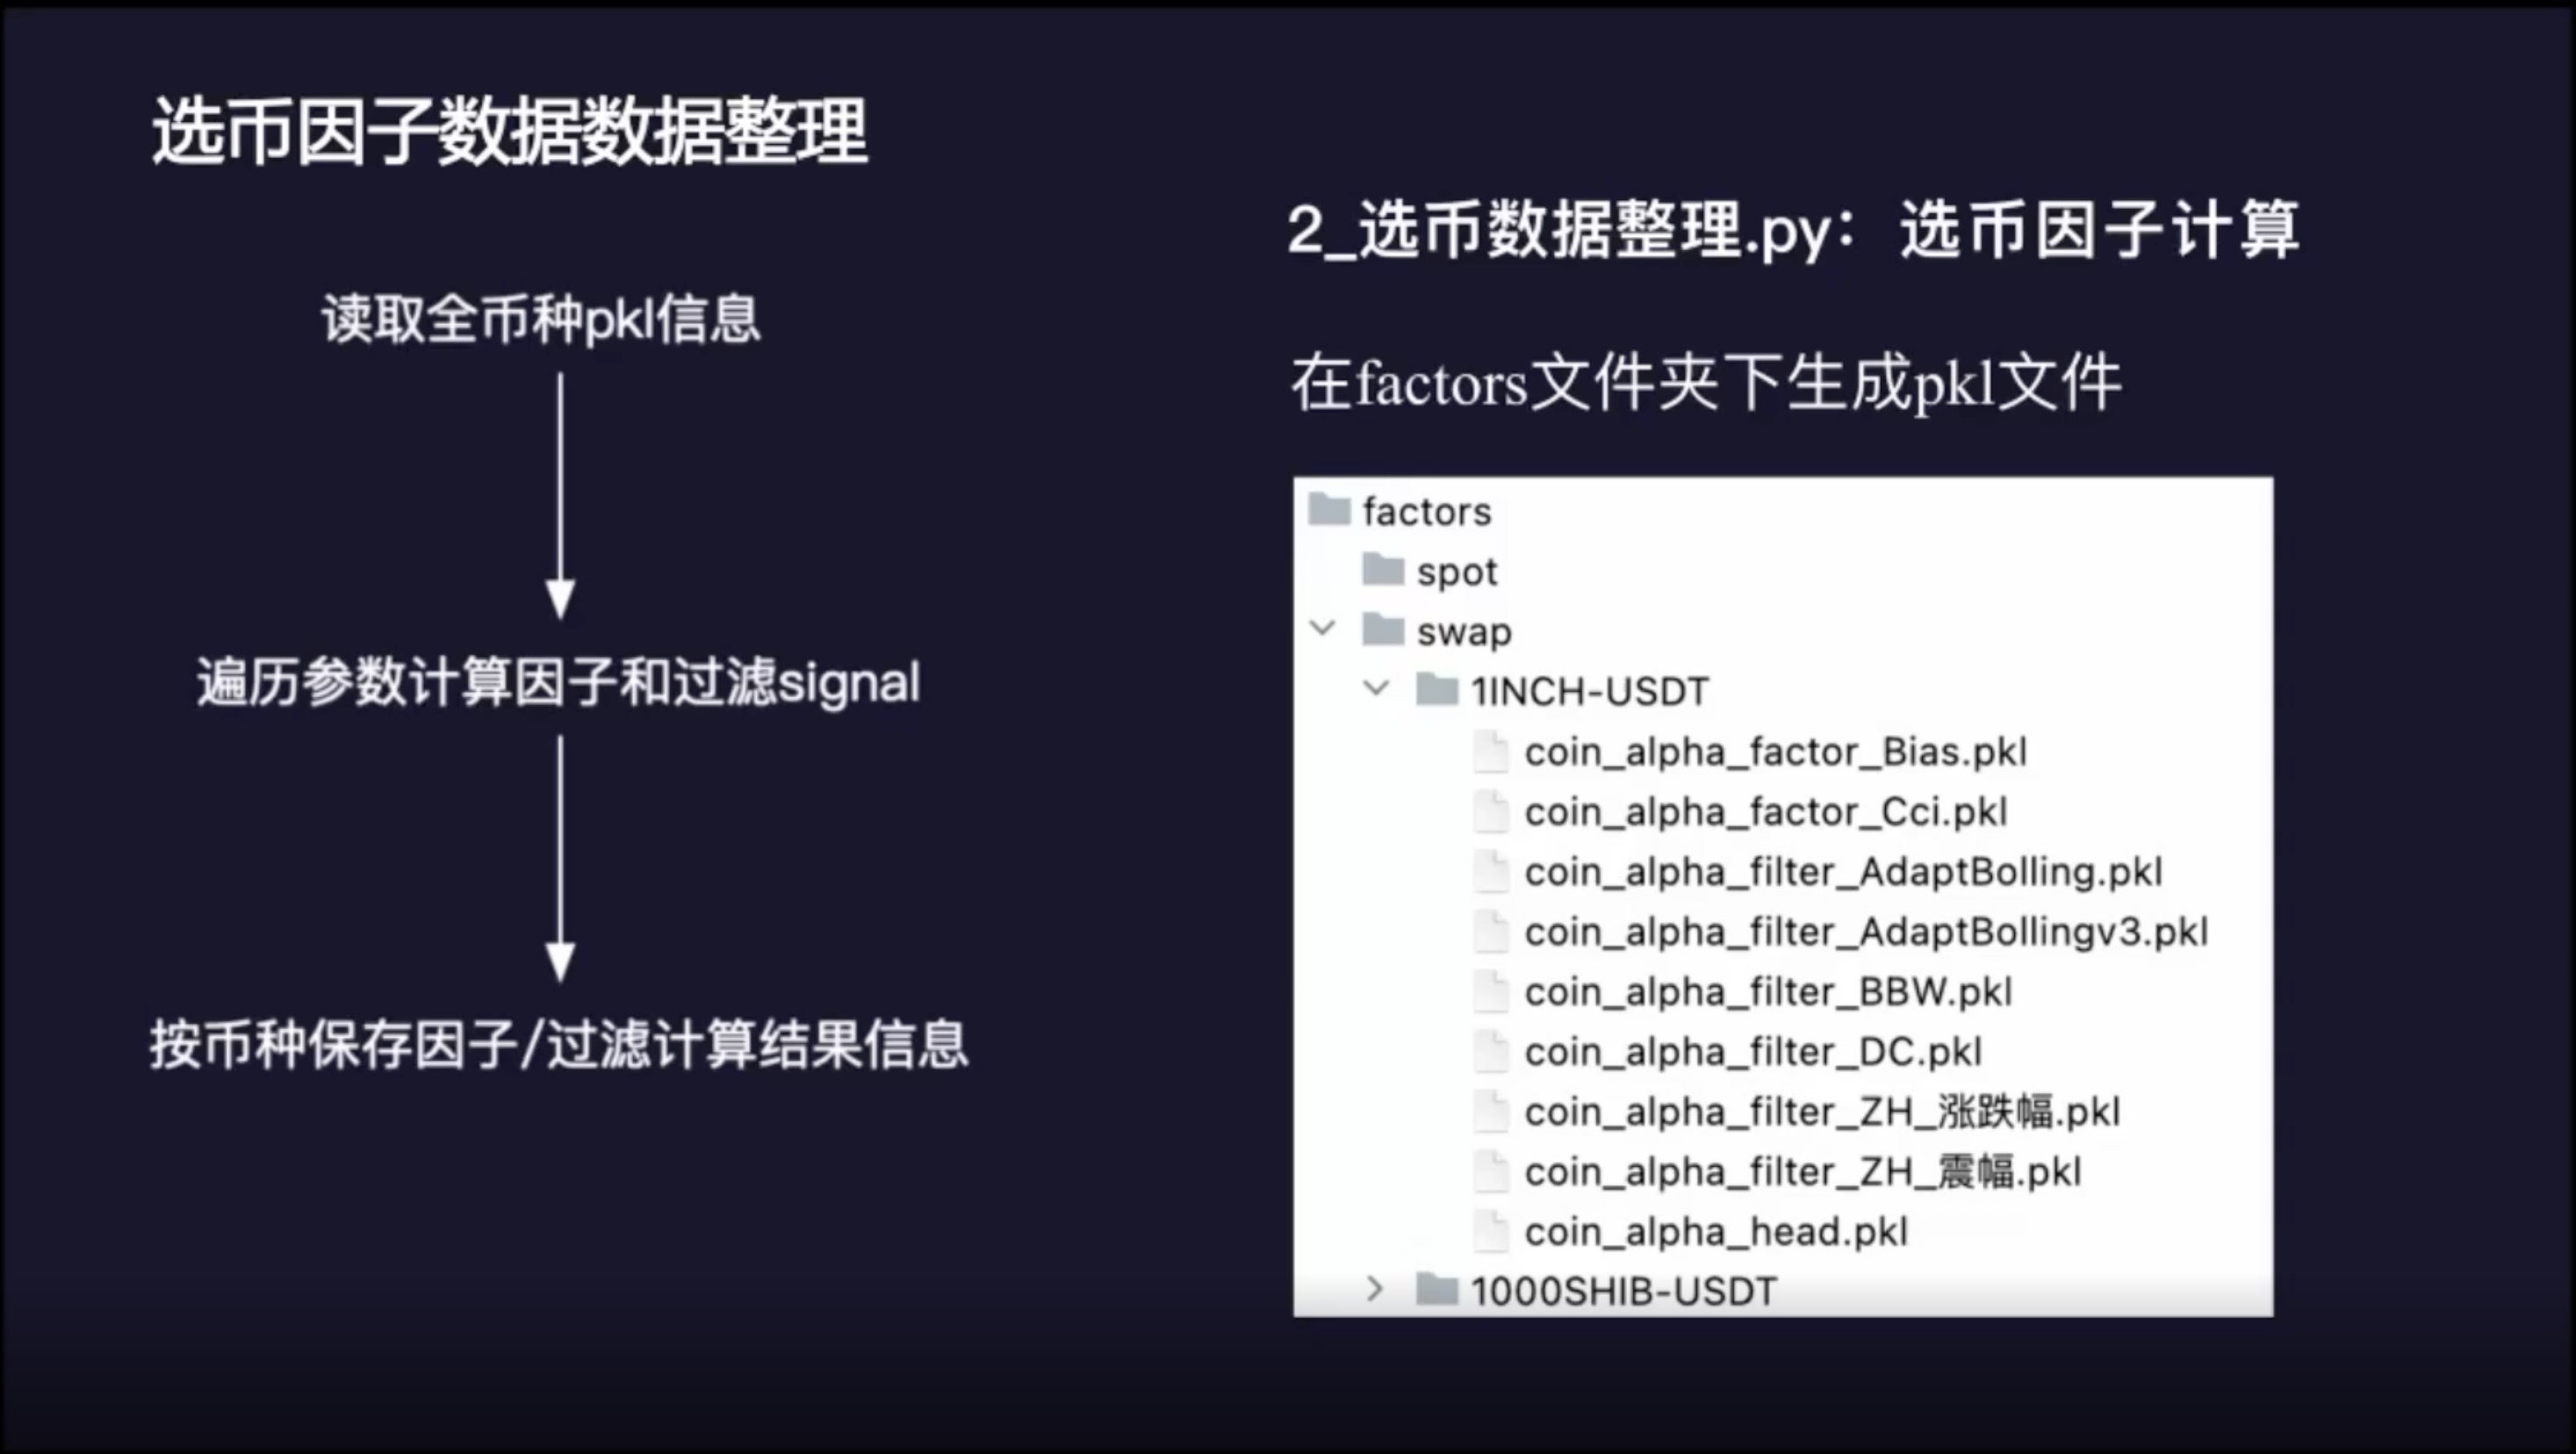 选币因子数据数据整理
读取全币种pkl信息
遍历参数计算因子和过滤signal
按币种保存因子/过滤计算结果信息
2_选币数据整理.py：选币因子计算
在factors文件夹下生成pkl文件
factors
spot
swap
1INCH-USDT
coin_alpha_factor_Bias.pkl
coin_alpha_factor_Cci.pkl
coin_alpha_filter_AdaptBolling.pkl
coin_alpha_filter_AdaptBollingv3.pkl
coin_alpha_filter_BBW.pkl
coin_alpha_filter_DC.pkl
coin_alpha_filter_ZH_涨跌幅.pkl
coin_alpha_filter_ZH_震幅.pkl
coin_alpha_head.pkl
1000SHIB-USDT